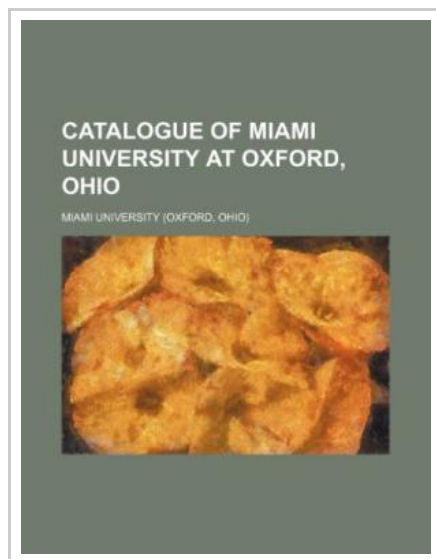 CATALOGUE OF MIAMI
UNIVERSITY AT OXFORD,
OHIO
MIAMI UNIVERSITY (OXFORD, OHIO)